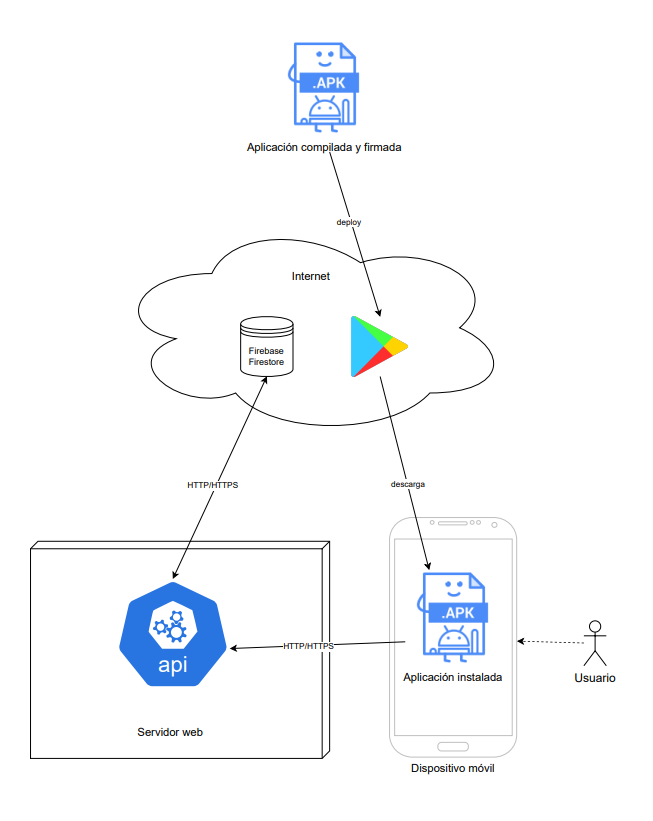 .APK
Aplicación compilada y firmada
deploy
Internet
Firebase
Firestore
HTTP/HTTPS
descarga
.APK
api
HTTP/HTTPS
Aplicación instalada
Usuario
Servidor web
Dispositivo móvil